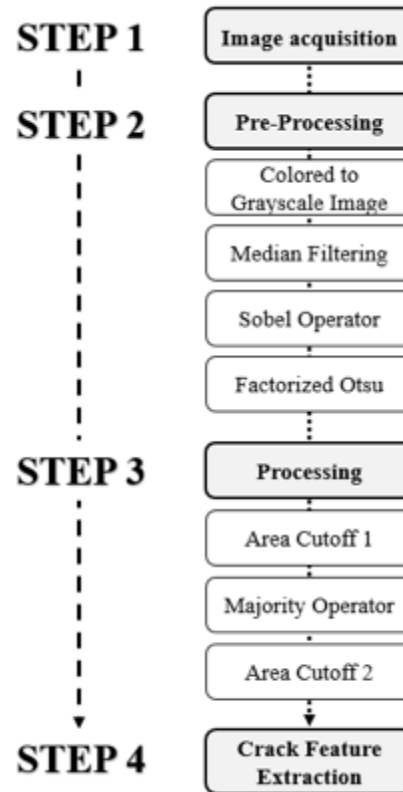 STEP 1
Image acquisition
STEP 2
Pre-Processing
Colored to
Grayscale Image
Median Filtering
Sobel Operator
Factorized Otsu
STEP 3
Processing
Area Cutoff 1
Majority Operator
Area Cutoff 2
STEP 4
Crack Feature
Extraction